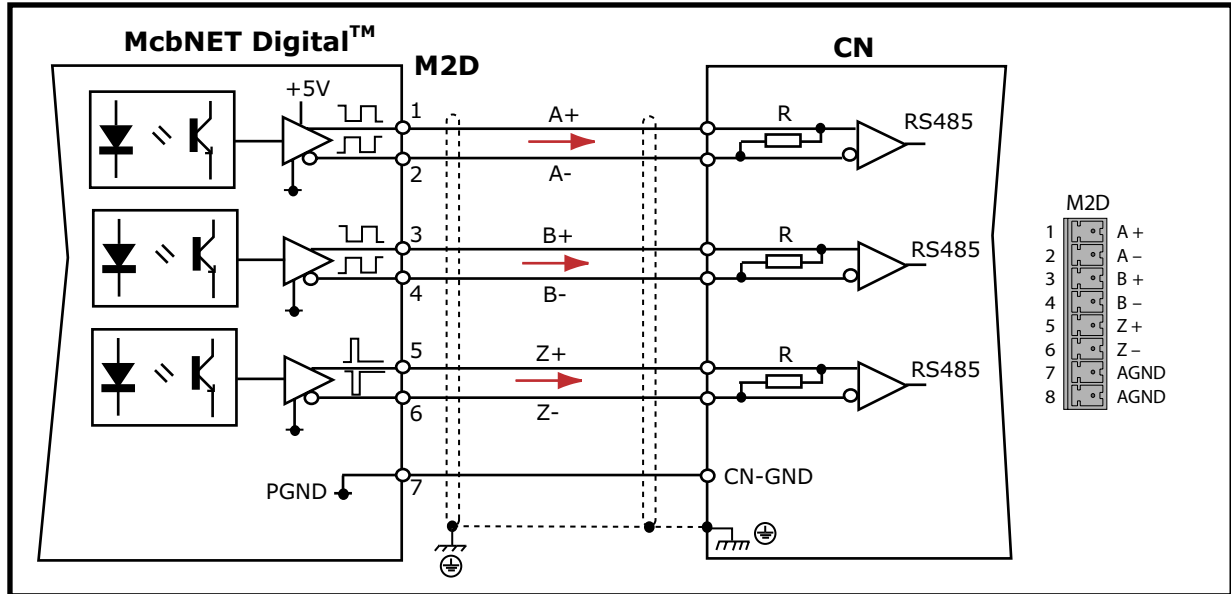 McbNET Digital™
M2D
CN
+5V
1
A+
R
RS485
2
A-
3
B+
R
RS485
4
B-
5
Z+
R
RS485
6
Z-
PGND
7
CN-GND
M2D
1 A +
2 A –
3 B +
4 B –
5 Z +
6 Z –
7 AGND
8 AGND